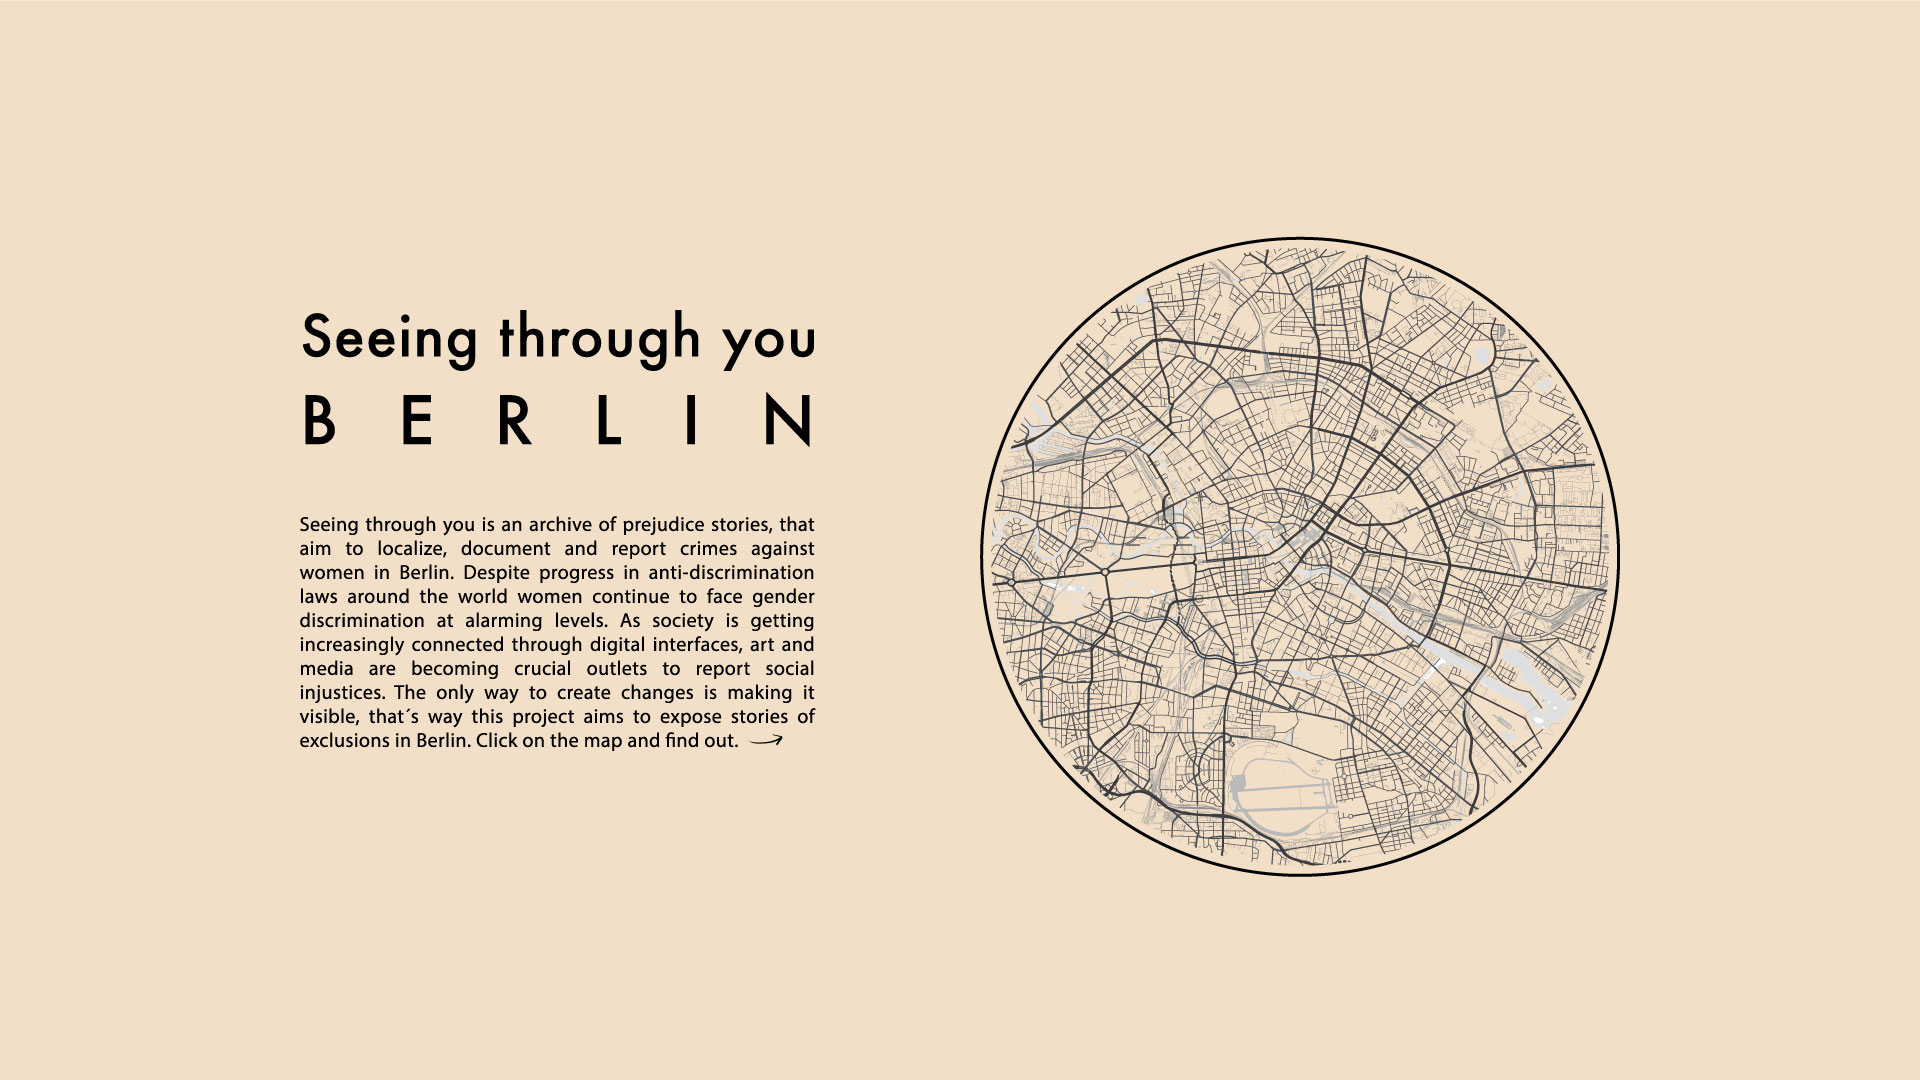 Seeing through you
BERLIN
Seeing through you is an archive of prejudice stories, that
aim to localize, document and report crimes against
women in Berlin. Despite progress in anti-discrimination
laws around the world women continue to face gender
discrimination at alarming levels. As society is getting
increasingly connected through digital interfaces, art and
media are becoming crucial outlets to report social
injustices. The only way to create changes is making it
visible, that´s way this project aims to expose stories of
exclusions in Berlin. Click on the map and find out.